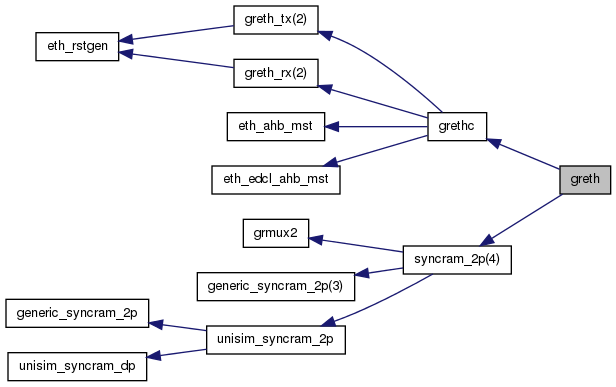 greth_tx(2)
eth_rstgen
greth_rx(2)
eth_ahb_mst
grethc
eth_edcl_ahb_mst
greth
grmux2
syncram_2p(4)
generic_syncram_2p(3)
generic_syncram_2p
unisim_syncram_2p
unisim_syncram_dp